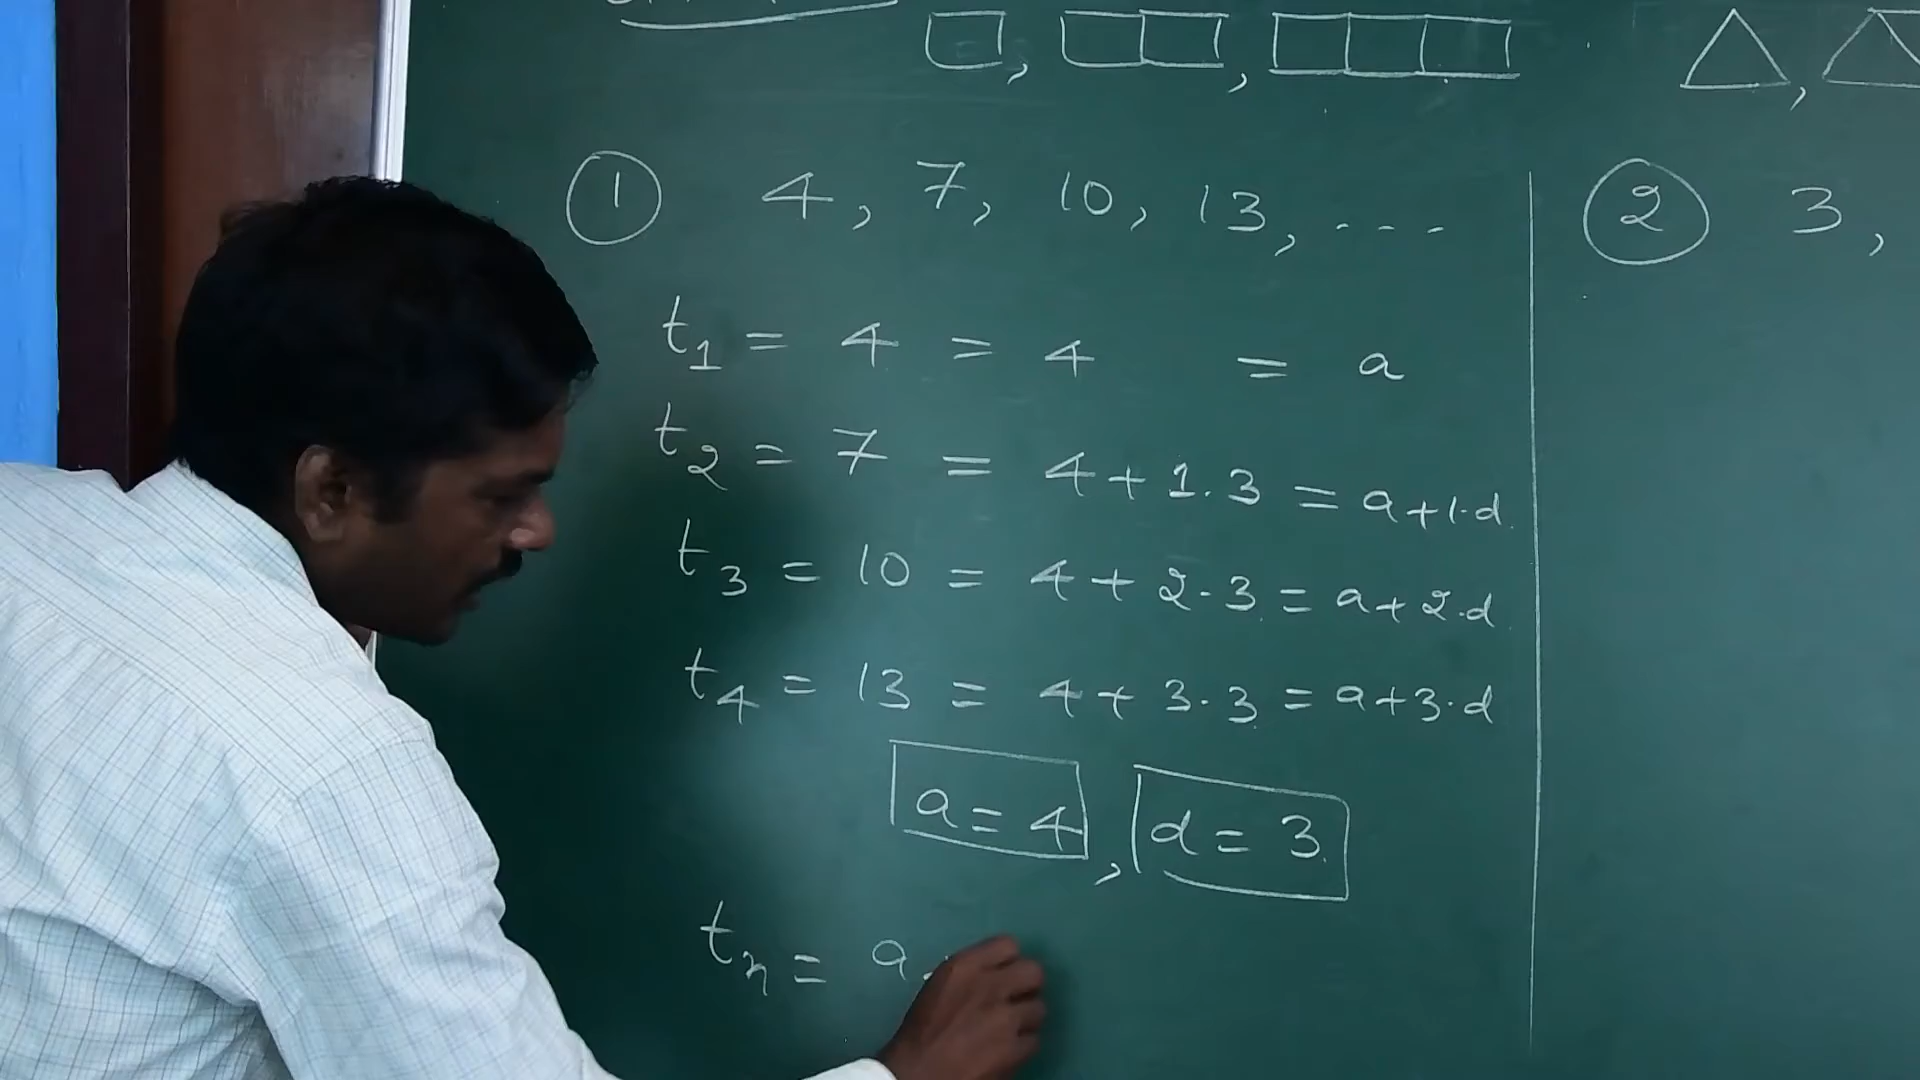 ① 4, 7, 10, 13, ...
t₁ = 4 = 4 = a
t₂ = 7 = 4 + 1.3 = a + 1.d
t₃ = 10 = 4 + 2.3 = a + 2.d
t₄ = 13 = 4 + 3.3 = a + 3.d
a = 4, d = 3
tₙ = a
② 3,